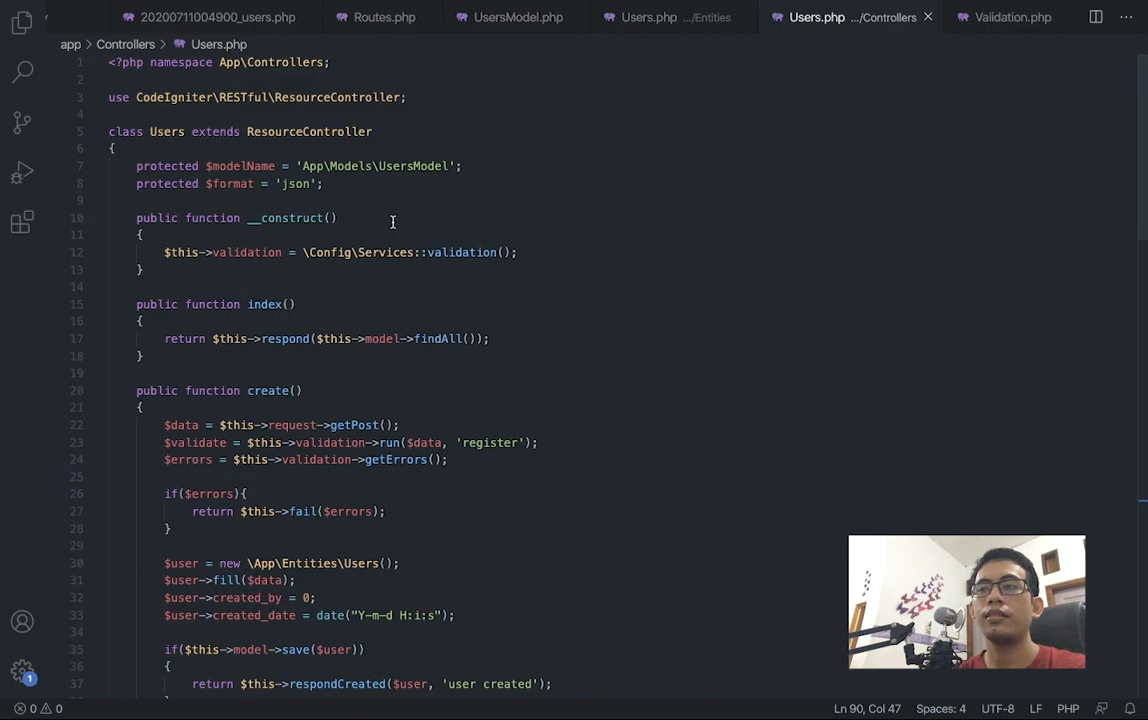 20200711004900_users.php Routes.php UsersModel.php Users.php .../Entities Users.php .../Controllers Validation.php
app > Controllers > Users.php
1 <?php namespace App\Controllers;
2
3 use CodeIgniter\RESTful\ResourceController;
4
5 class Users extends ResourceController
6 {
7 protected $modelName = 'App\Models\UsersModel';
8 protected $format = 'json';
9
10 public function __construct()
11 {
12 $this->validation = \Config\Services::validation();
13 }
14
15 public function index()
16 {
17 return $this->respond($this->model->findAll());
18 }
19
20 public function create()
21 {
22 $data = $this->request->getPost();
23 $validate = $this->validation->run($data, 'register');
24 $errors = $this->validation->getErrors();
25
26 if($errors){
27 return $this->fail($errors);
28 }
29
30 $user = new \App\Entities\Users();
31 $user->fill($data);
32 $user->created_by = 0;
33 $user->created_date = date("Y-m-d H:i:s");
34
35 if($this->model->save($user))
36 {
37 return $this->respondCreated($user, 'user created');
1
0 0 Ln 90, Col 47 Spaces: 4 UTF-8 LF PHP